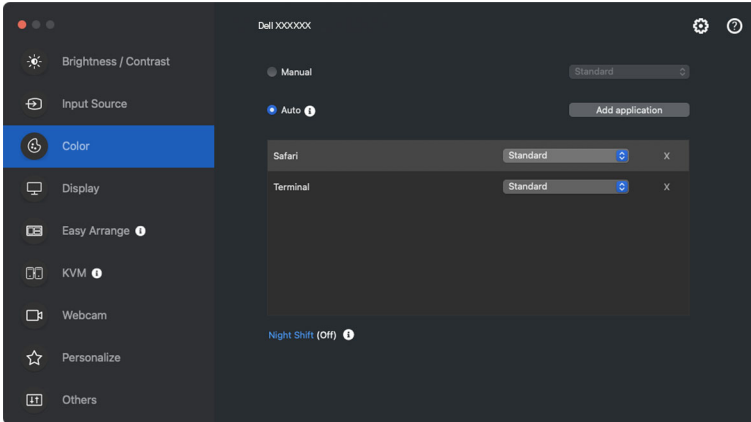 Dell XXXXXX
Brightness / Contrast
Input Source
Color
Display
Easy Arrange
KVM
Webcam
Personalize
Others
Manual
Standard
Auto
Add application
Safari
Standard
X
Terminal
Standard
X
Night Shift (Off)